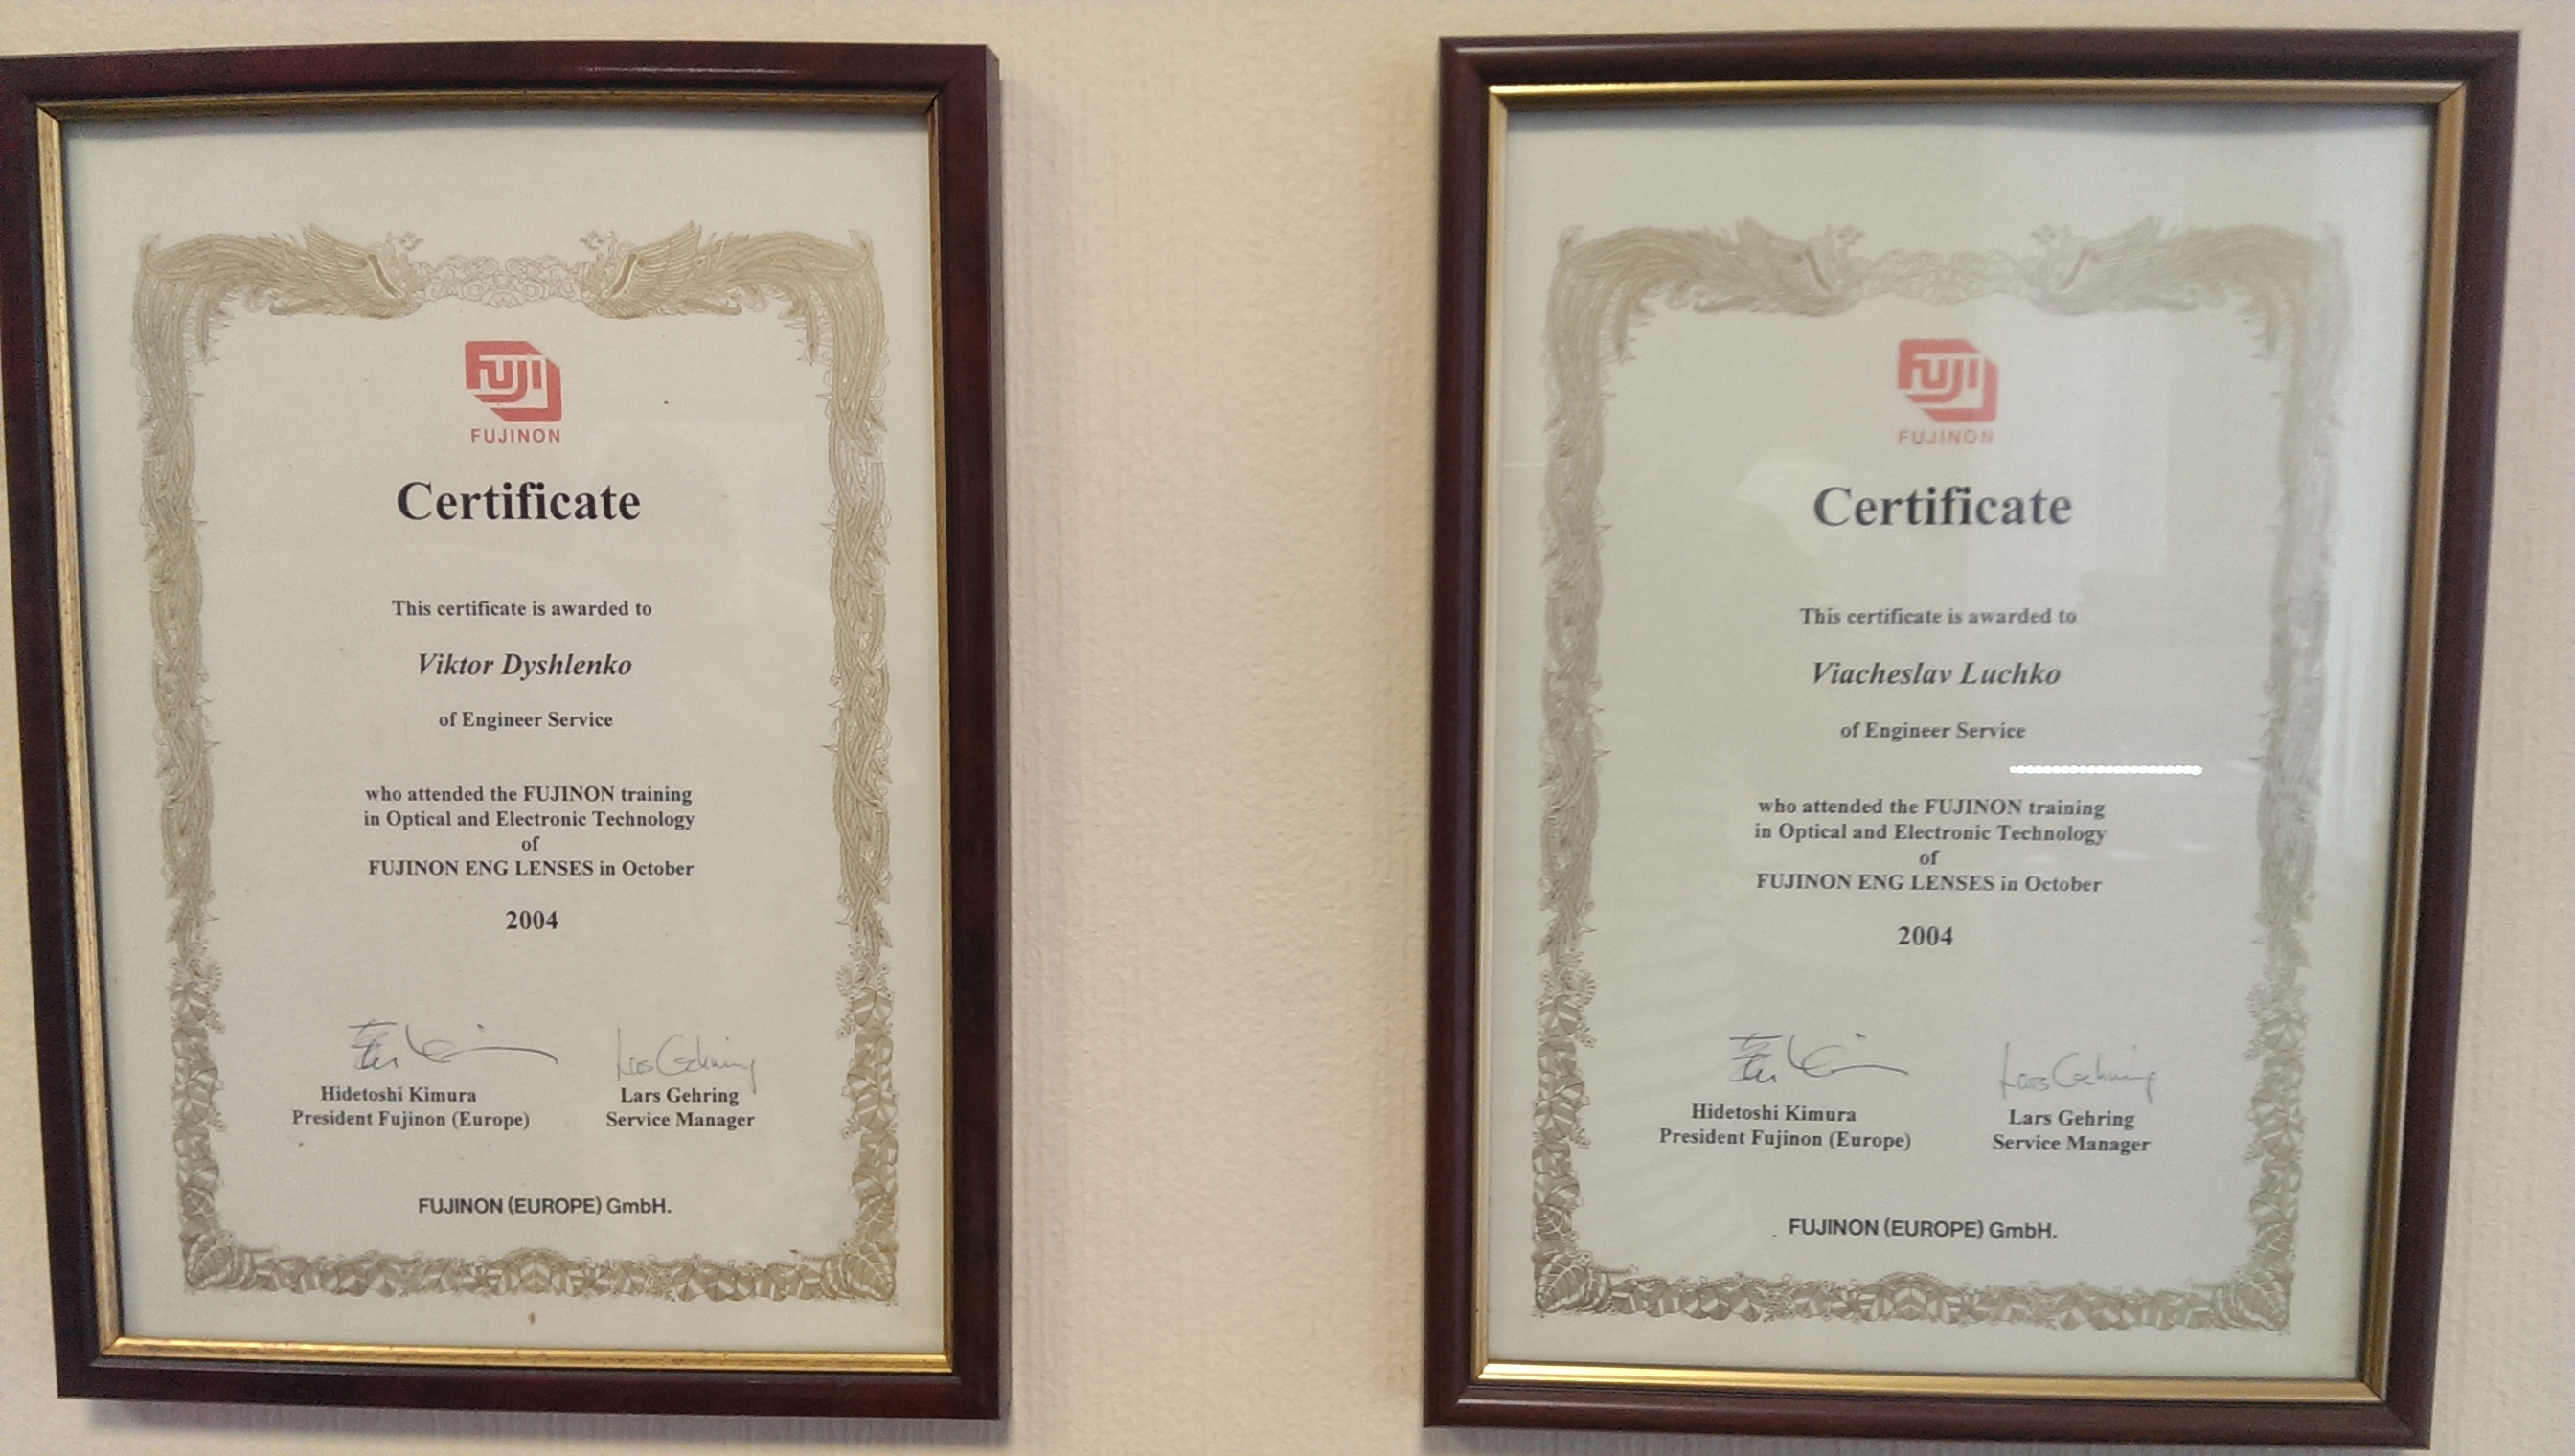 FUJI
FUJINON
Certificate
This certificate is awarded to
Viktor Dyshlenko
of Engineer Service
who attended the FUJINON training
in Optical and Electronic Technology
of
FUJINON ENG LENSES in October
2004
Lars Gehring
Hidetoshi Kimura
President Fujinon (Europe)
Lars Gehring
Service Manager
FUJINON (EUROPE) GmbH.
FUJI
FUJINON
Certificate
This certificate is awarded to
Viacheslav Luchko
of Engineer Service
who attended the FUJINON training
in Optical and Electronic Technology
of
FUJINON ENG LENSES in October
2004
Lars Gehring
Hidetoshi Kimura
President Fujinon (Europe)
Lars Gehring
Service Manager
FUJINON (EUROPE) GmbH.